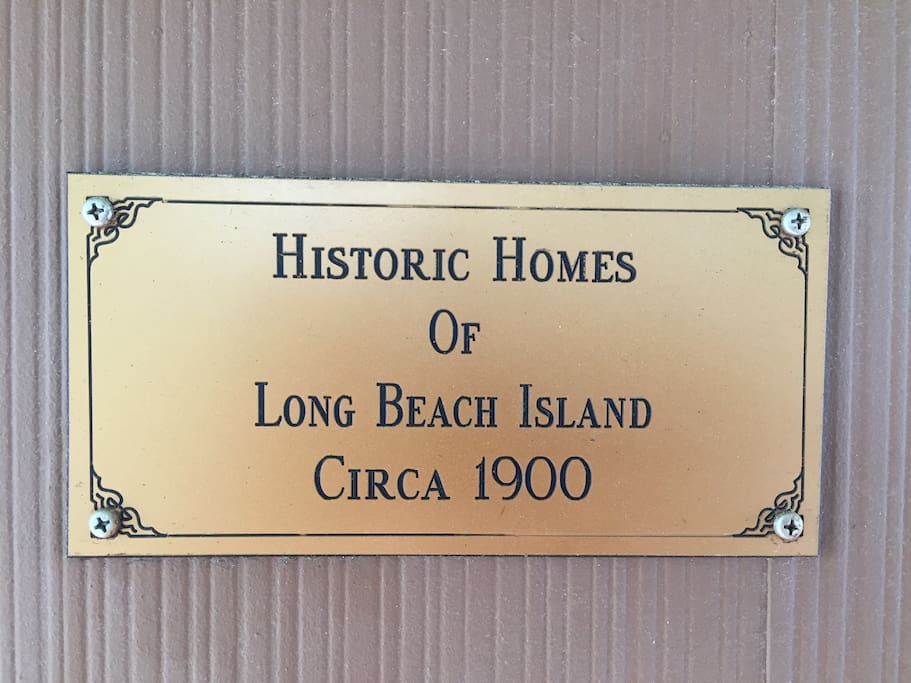 Historic Homes
Of
Long Beach Island
Circa 1900